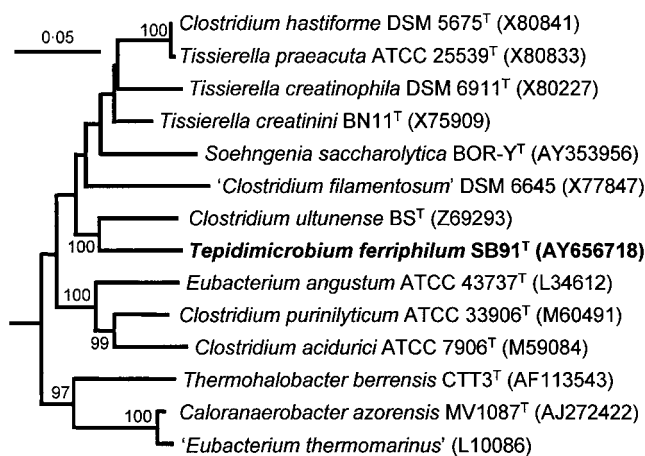 Clostridium hastiforme DSM 5675ᵀ (X80841)
100
0·05
Tissierella praeacuta ATCC 25539ᵀ (X80833)
Tissierella creatinophila DSM 6911ᵀ (X80227)
Tissierella creatinini BN11ᵀ (X75909)
Soehngenia saccharolytica BOR-Yᵀ (AY353956)
'Clostridium filamentosum' DSM 6645 (X77847)
Clostridium ultunense BSᵀ (Z69293)
100
Tepidimicrobium ferriphilum SB91ᵀ (AY656718)
Eubacterium angustum ATCC 43737ᵀ (L34612)
100
Clostridium purinilyticum ATCC 33906ᵀ (M60491)
99
Clostridium acidurici ATCC 7906ᵀ (M59084)
Thermohalobacter berrensis CTT3ᵀ (AF113543)
97
Caloranaerobacter azorensis MV1087ᵀ (AJ272422)
100
'Eubacterium thermomarinus' (L10086)